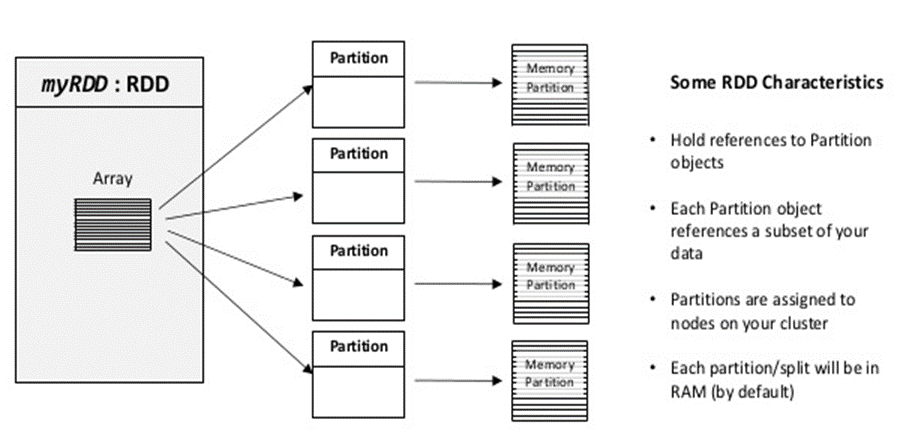 myRDD : RDD
Array
Partition
Memory
Partition
Partition
Memory
Partition
Partition
Memory
Partition
Partition
Memory
Partition
Some RDD Characteristics
• Hold references to Partition
objects
• Each Partition object
references a subset of your
data
• Partitions are assigned to
nodes on your cluster
• Each partition/split will be in
RAM (by default)